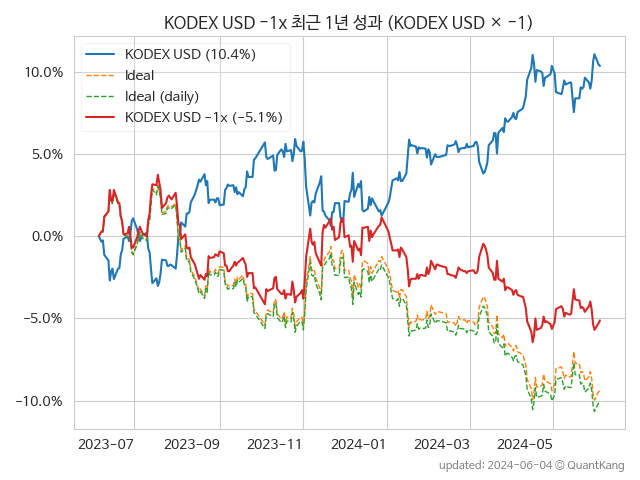 KODEX USD −1x 최근 1년 성과 (KODEX USD × −1)
KODEX USD (10.4%)
Ideal
Ideal (daily)
KODEX USD −1x (−5.1%)
10.0%
5.0%
0.0%
−5.0%
−10.0%
2023-07
2023-09
2023-11
2024-01
2024-03
2024-05
updated: 2024-06-04 © QuantKang